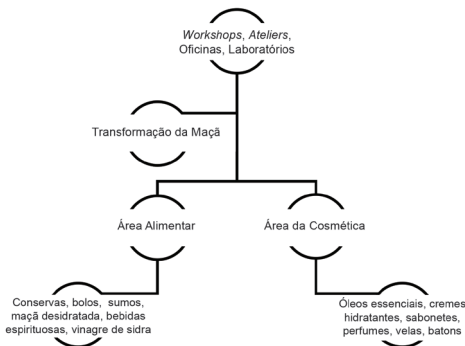 Workshops, Ateliers,
Oficinas, Laboratórios
Transformação da Maçã
Área Alimentar
Área da Cosmética
Conservas, bolos, sumos,
maçã desidratada, bebidas
espirituosas, vinagre de sidra
Óleos essenciais, cremes
hidratantes, sabonetes,
perfumes, velas, batons